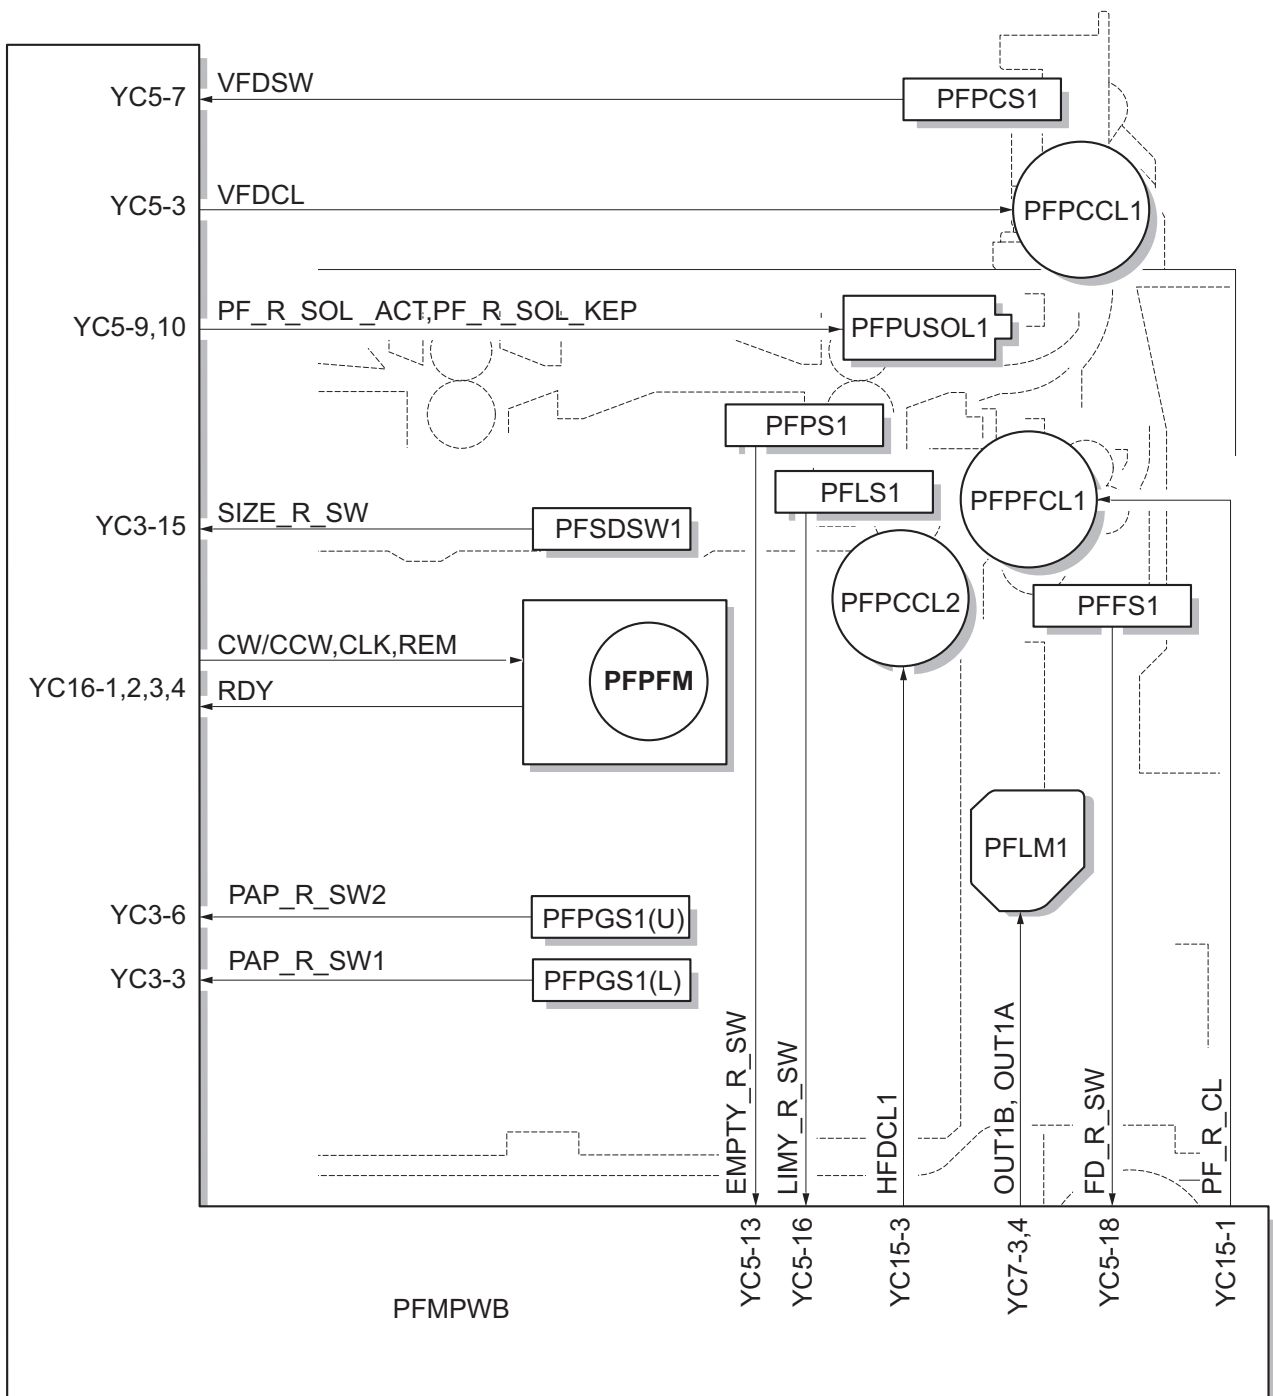 YC5-7
VFDSW
PFPCS1
YC5-3
VFDCL
PFPCCL1
YC5-9,10
PF_R_SOL _ACT,PF_R_SOL_KEP
PFPUSOL1
PFPS1
PFLS1
PFPFCL1
YC3-15
SIZE_R_SW
PFSDSW1
PFPCCL2
PFFS1
YC16-1,2,3,4
CW/CCW,CLK,REM
RDY
PFPFM
PFLM1
YC3-6
PAP_R_SW2
PFPGS1(U)
YC3-3
PAP_R_SW1
PFPGS1(L)
EMPTY_R_SW
LIMY_R_SW
HFDCL1
OUT1B, OUT1A
FD_R_SW
PF_R_CL
YC5-13
YC5-16
YC15-3
YC7-3,4
YC5-18
YC15-1
PFMPWB